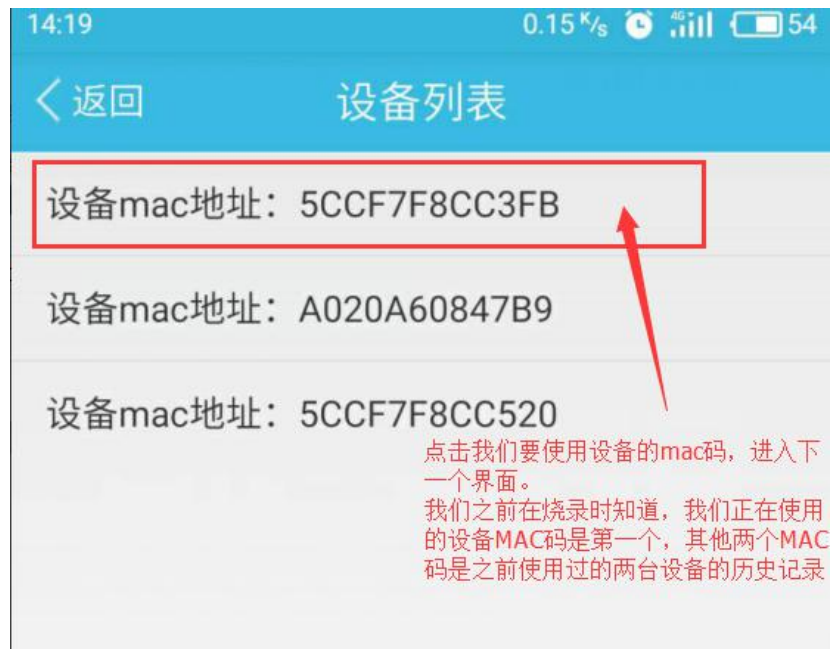 14:19 0.15 K/s 4G 54
返回 设备列表
设备mac地址：5CCF7F8CC3FB
设备mac地址：A020A60847B9
设备mac地址：5CCF7F8CC520
点击我们要使用设备的mac码，进入下
一个界面。
我们之前在烧录时知道，我们正在使用
的设备MAC码是第一个，其他两个MAC
码是之前使用过的两台设备的历史记录